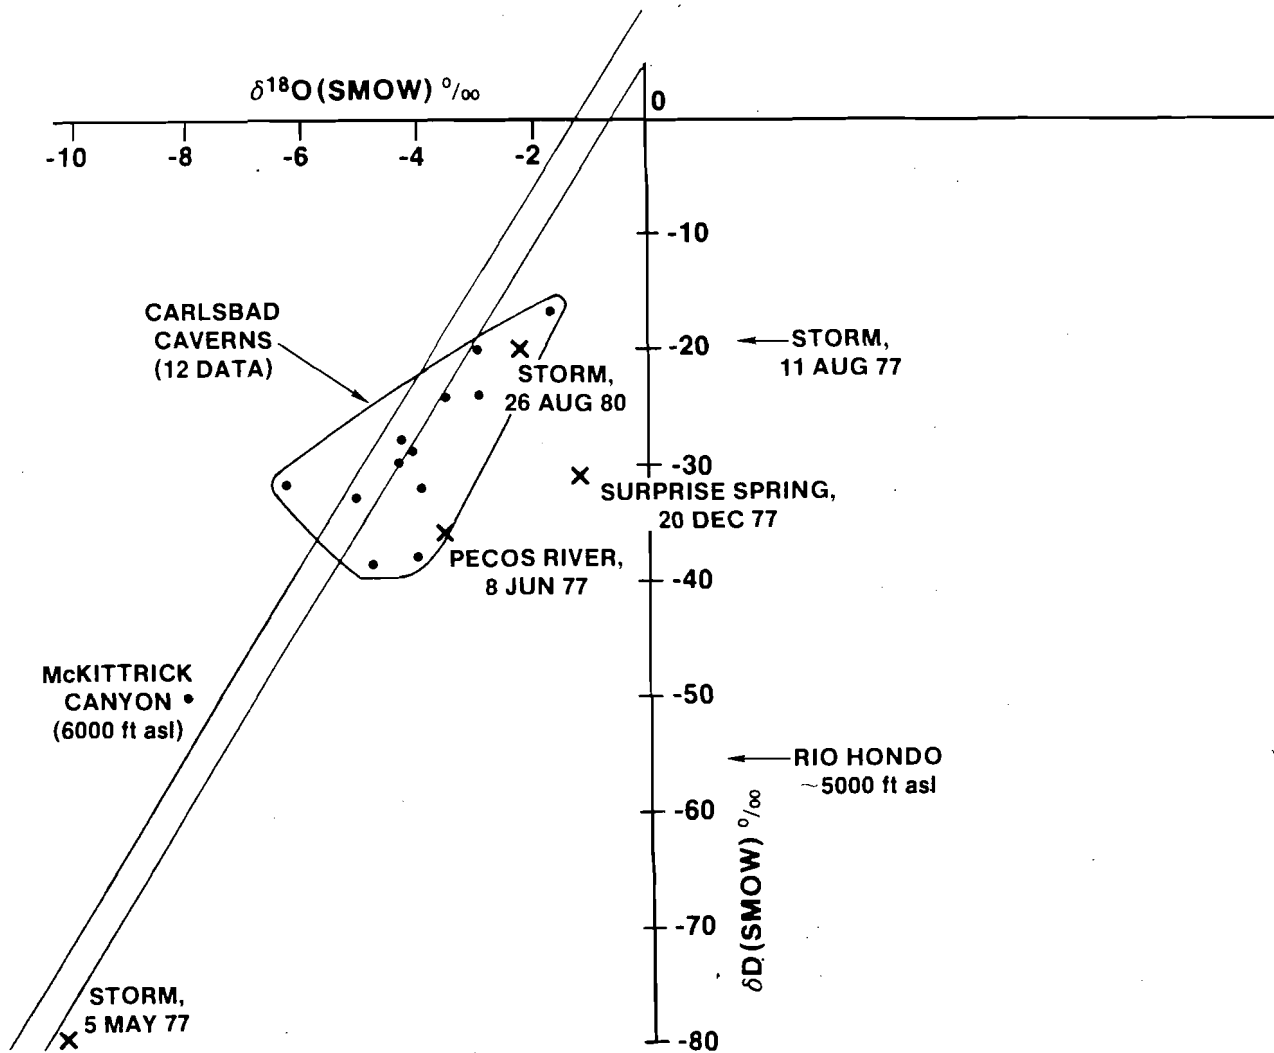 δ18O (SMOW) o/oo
0
-10 -8 -6 -4 -2
-10
CARLSBAD
CAVERNS
(12 DATA)
-20
STORM,
11 AUG 77
STORM,
26 AUG 80
-30
SURPRISE SPRING,
20 DEC 77
PECOS RIVER,
8 JUN 77
-40
McKITTRICK
CANYON
(6000 ft asl)
-50
RIO HONDO
~5000 ft asl
-60
-70
δD (SMOW) o/oo
STORM,
5 MAY 77
-80